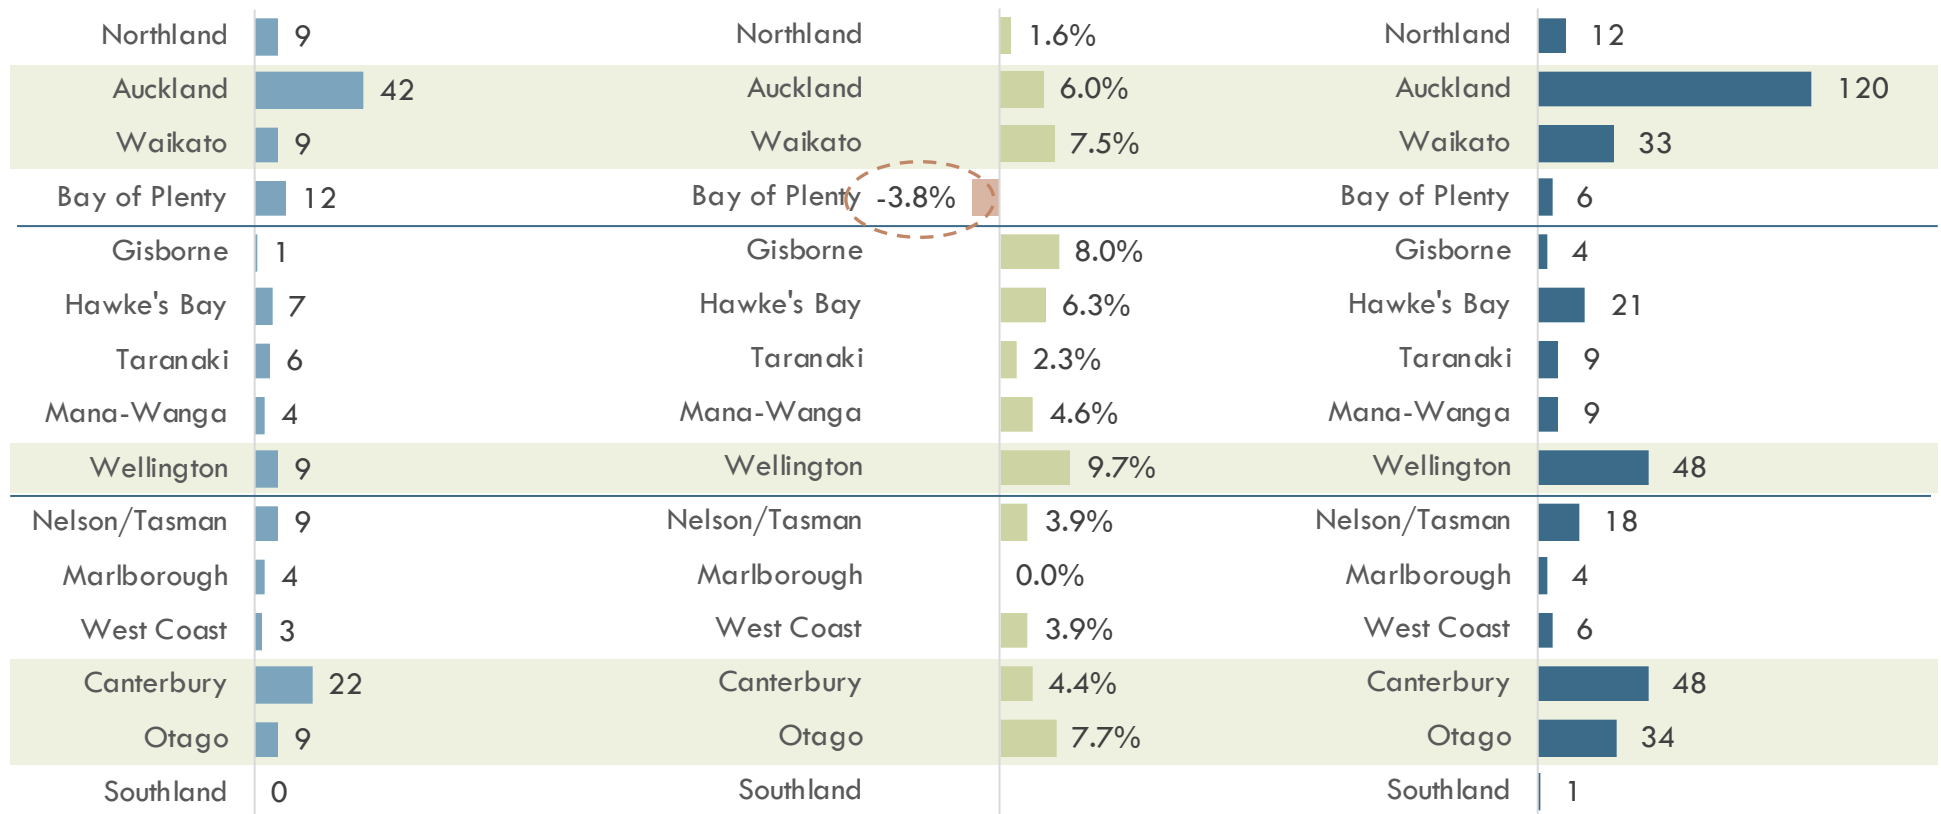 Northland 9 Northland 1.6% Northland 12
Auckland 42 Auckland 6.0% Auckland 120
Waikato 9 Waikato 7.5% Waikato 33
Bay of Plenty 12 Bay of Plenty -3.8% Bay of Plenty 6
Gisborne 1 Gisborne 8.0% Gisborne 4
Hawke's Bay 7 Hawke's Bay 6.3% Hawke's Bay 21
Taranaki 6 Taranaki 2.3% Taranaki 9
Mana-Wanga 4 Mana-Wanga 4.6% Mana-Wanga 9
Wellington 9 Wellington 9.7% Wellington 48
Nelson/Tasman 9 Nelson/Tasman 3.9% Nelson/Tasman 18
Marlborough 4 Marlborough 0.0% Marlborough 4
West Coast 3 West Coast 3.9% West Coast 6
Canterbury 22 Canterbury 4.4% Canterbury 48
Otago 9 Otago 7.7% Otago 34
Southland 0 Southland Southland 1